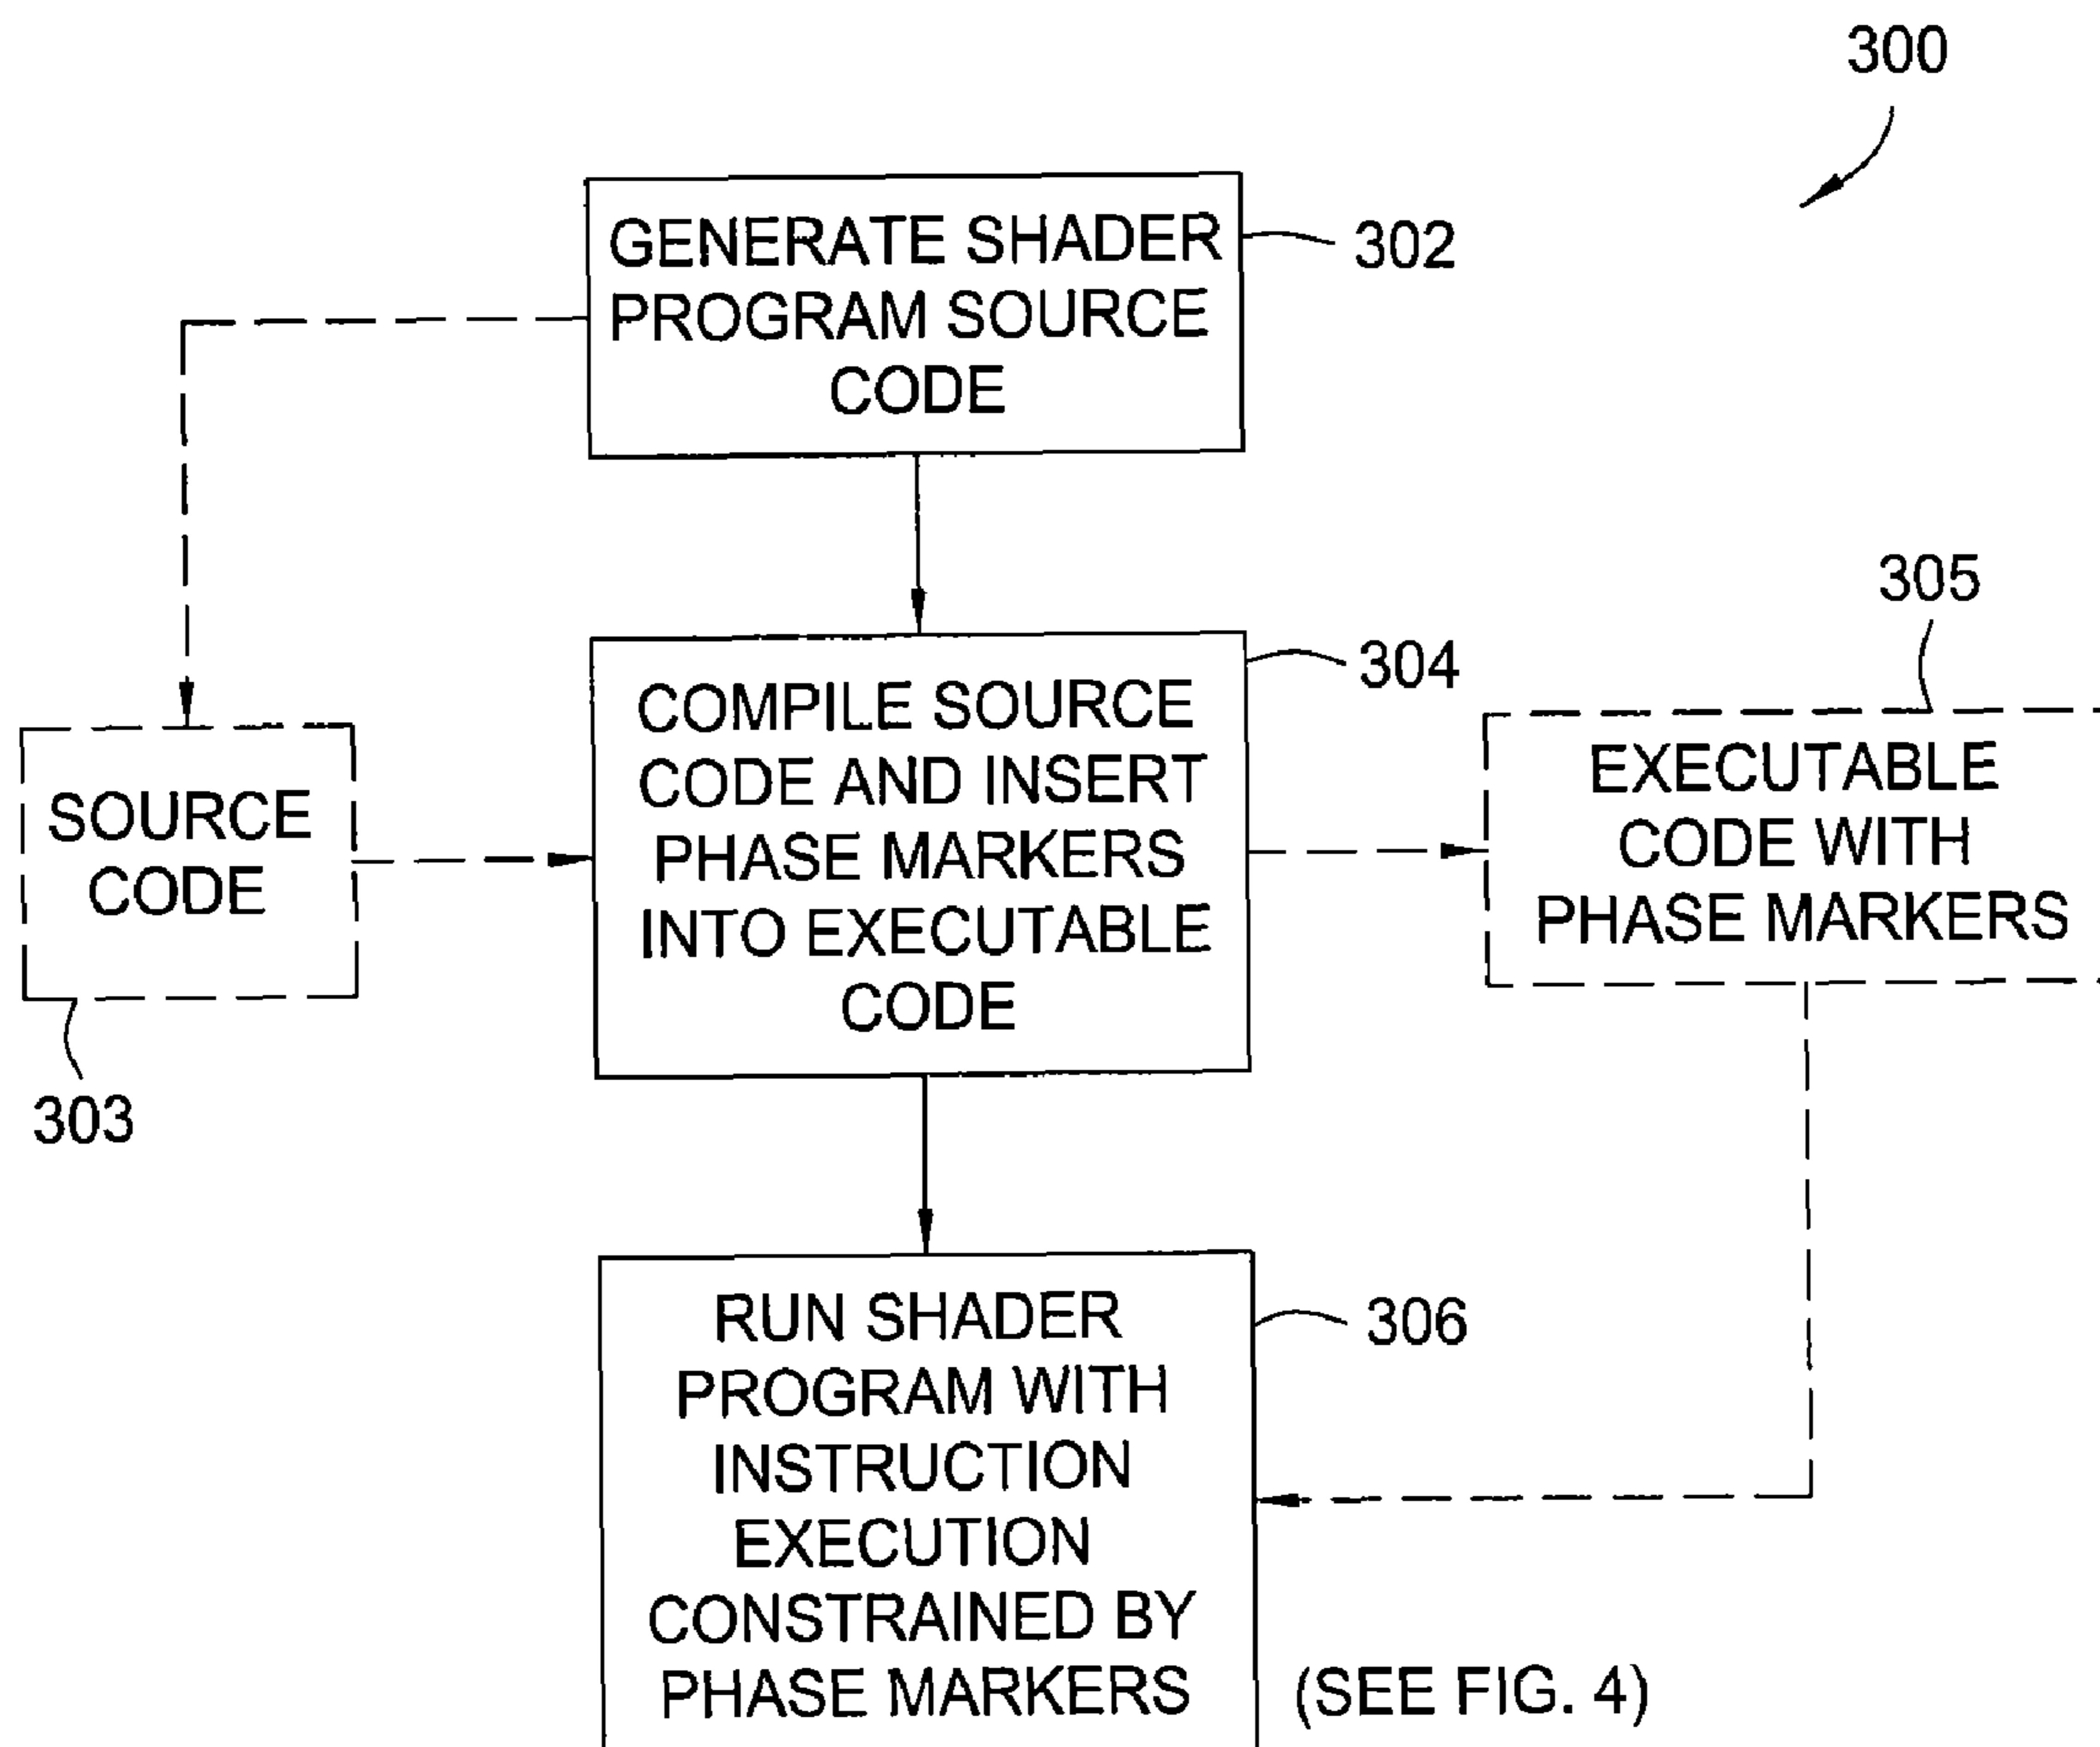 300
GENERATE SHADER
PROGRAM SOURCE
CODE
302
305
304
COMPILE SOURCE
CODE AND INSERT
PHASE MARKERS
INTO EXECUTABLE
CODE
SOURCE
CODE
303
EXECUTABLE
CODE WITH
PHASE MARKERS
RUN SHADER
PROGRAM WITH
INSTRUCTION
EXECUTION
CONSTRAINED BY
PHASE MARKERS
306
(SEE FIG. 4)